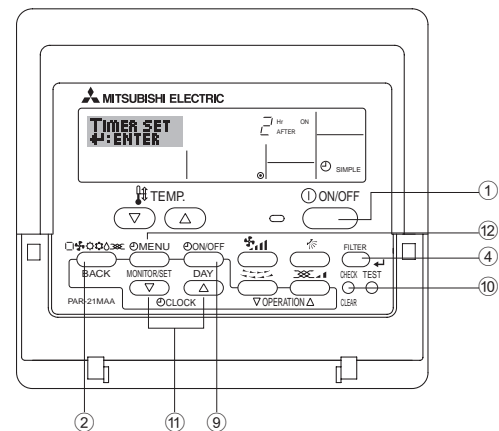 MITSUBISHI ELECTRIC
TIMER SET
↵:ENTER
2 Hr ON
AFTER
SIMPLE
TEMP.
ON/OFF
①
⑫
MENU
ON/OFF
FILTER
④
BACK
MONITOR/SET
DAY
CHECK TEST
⑩
PAR-21MAA
CLOCK
OPERATION
CLEAR
②
⑪
⑨